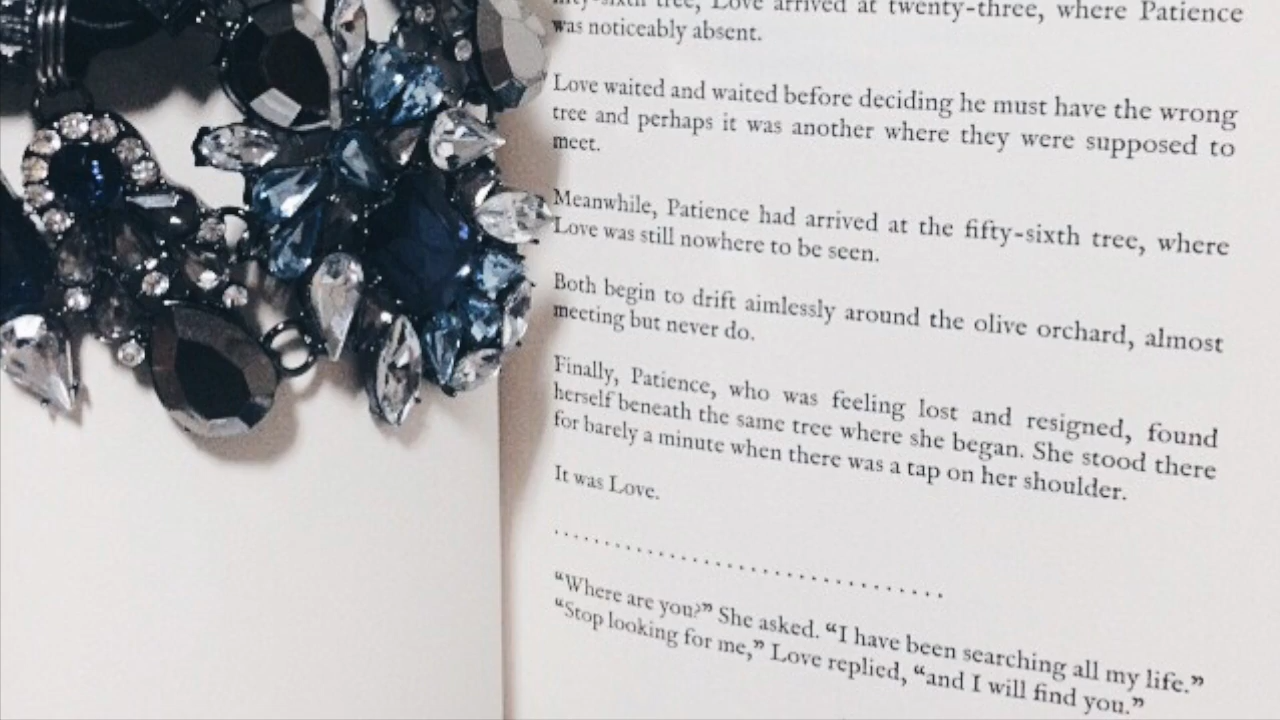 fifty-sixth tree, Love arrived at twenty-three, where Patience
was noticeably absent.
Love waited and waited before deciding he must have the wrong
tree and perhaps it was another where they were supposed to
meet.
Meanwhile, Patience had arrived at the fifty-sixth tree, where
Love was still nowhere to be seen.
Both begin to drift aimlessly around the olive orchard, almost
meeting but never do.
Finally, Patience, who was feeling lost and resigned, found
herself beneath the same tree where she began. She stood there
for barely a minute when there was a tap on her shoulder.
It was Love.
......................................
“Where are you?” She asked. “I have been searching all my life.”
“Stop looking for me,” Love replied, “and I will find you.”